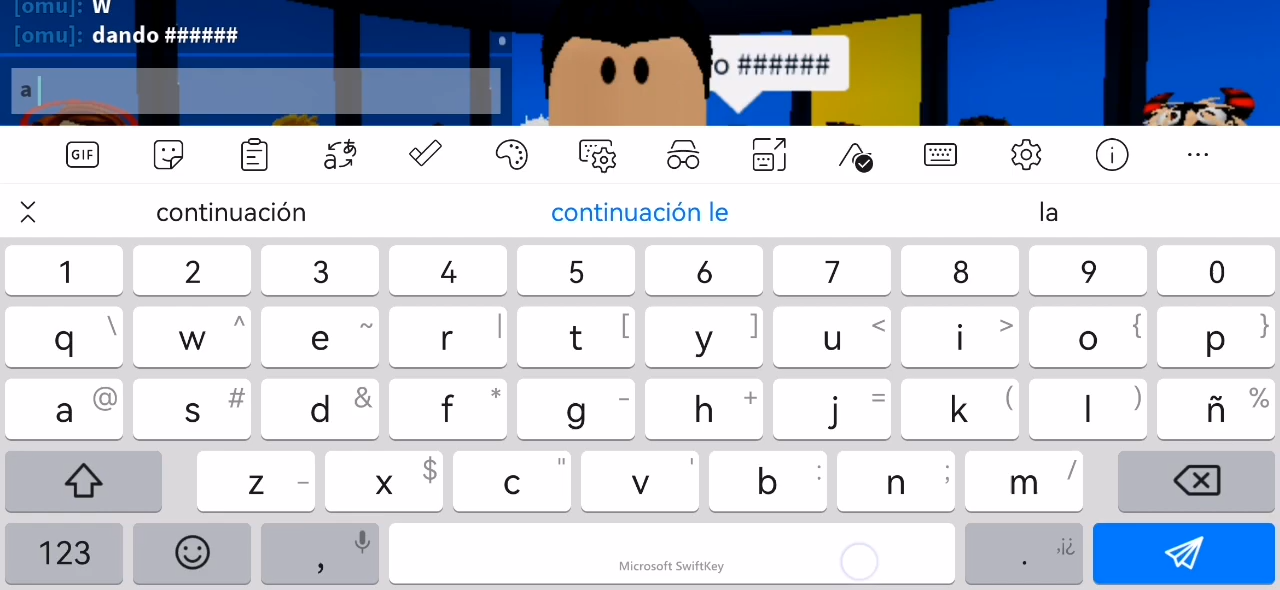 [omu]: W
[omu]: dando ######
o ######
a
GIF
continuación continuación le la
1 2 3 4 5 6 7 8 9 0
q \ w ^ e ~ r | t [ y ] u < i > o { p }
a @ s # d & f * g - h + j = k ( l ) ñ %
z _ x $ c " v ' b : n ; m /
123 , Microsoft SwiftKey . ,¡¿